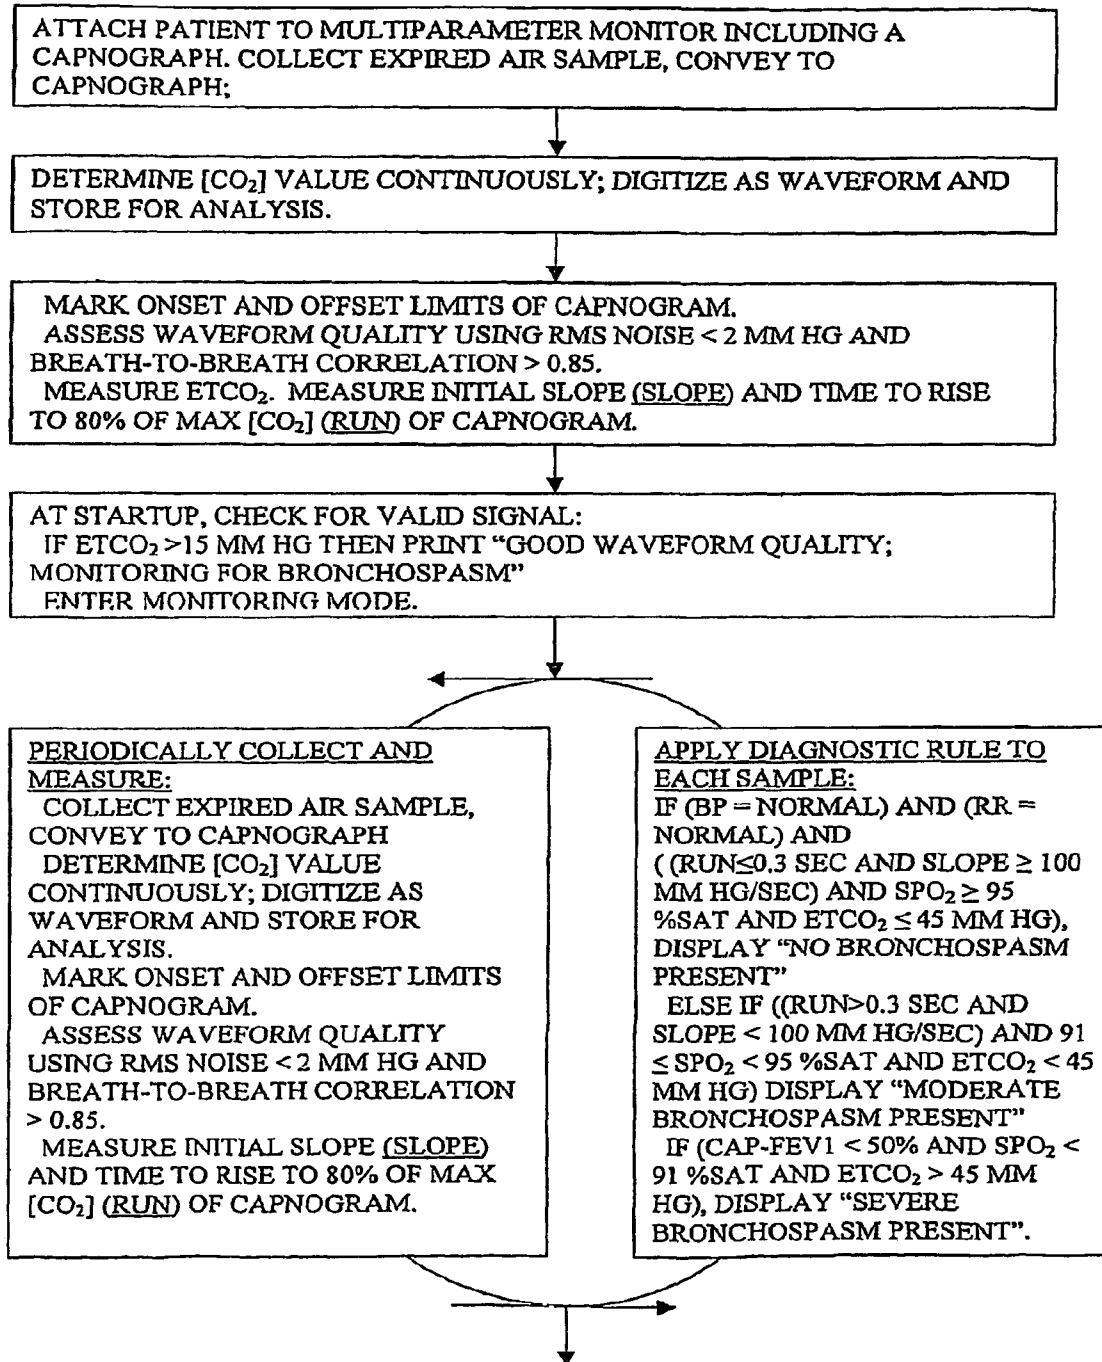 ATTACH PATIENT TO MULTIPARAMETER MONITOR INCLUDING A
CAPNOGRAPH. COLLECT EXPIRED AIR SAMPLE, CONVEY TO
CAPNOGRAPH;
DETERMINE [CO₂] VALUE CONTINUOUSLY; DIGITIZE AS WAVEFORM AND
STORE FOR ANALYSIS.
MARK ONSET AND OFFSET LIMITS OF CAPNOGRAM.
ASSESS WAVEFORM QUALITY USING RMS NOISE < 2 MM HG AND
BREATH-TO-BREATH CORRELATION > 0.85.
MEASURE ETCO₂. MEASURE INITIAL SLOPE (SLOPE) AND TIME TO RISE
TO 80% OF MAX [CO₂] (RUN) OF CAPNOGRAM.
AT STARTUP, CHECK FOR VALID SIGNAL:
IF ETCO₂ >15 MM HG THEN PRINT “GOOD WAVEFORM QUALITY;
MONITORING FOR BRONCHOSPASM”
ENTER MONITORING MODE.
PERIODICALLY COLLECT AND
MEASURE:
COLLECT EXPIRED AIR SAMPLE,
CONVEY TO CAPNOGRAPH
DETERMINE [CO₂] VALUE
CONTINUOUSLY; DIGITIZE AS
WAVEFORM AND STORE FOR
ANALYSIS.
MARK ONSET AND OFFSET LIMITS
OF CAPNOGRAM.
ASSESS WAVEFORM QUALITY
USING RMS NOISE < 2 MM HG AND
BREATH-TO-BREATH CORRELATION
> 0.85.
MEASURE INITIAL SLOPE (SLOPE)
AND TIME TO RISE TO 80% OF MAX
[CO₂] (RUN) OF CAPNOGRAM.
APPLY DIAGNOSTIC RULE TO
EACH SAMPLE:
IF (BP = NORMAL) AND (RR =
NORMAL) AND
( (RUN≤0.3 SEC AND SLOPE ≥ 100
MM HG/SEC) AND SPO₂ ≥ 95
%SAT AND ETCO₂ ≤ 45 MM HG),
DISPLAY “NO BRONCHOSPASM
PRESENT”
ELSE IF ((RUN>0.3 SEC AND
SLOPE < 100 MM HG/SEC) AND 91
≤ SPO₂ < 95 %SAT AND ETCO₂ < 45
MM HG) DISPLAY “MODERATE
BRONCHOSPASM PRESENT”
IF (CAP-FEV1 < 50% AND SPO₂ <
91 %SAT AND ETCO₂ > 45 MM
HG), DISPLAY “SEVERE
BRONCHOSPASM PRESENT”.